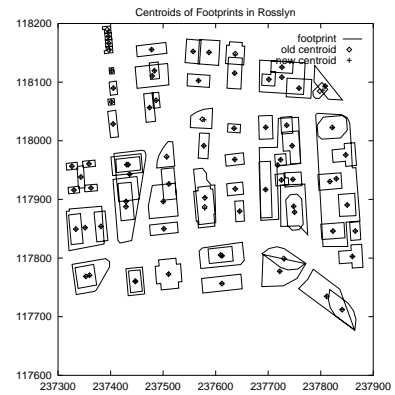 Centroids of Footprints in Rosslyn
118200
footprint
old centroid
new centroid
118100
118000
117900
117800
117700
117600
237300 237400 237500 237600 237700 237800 237900